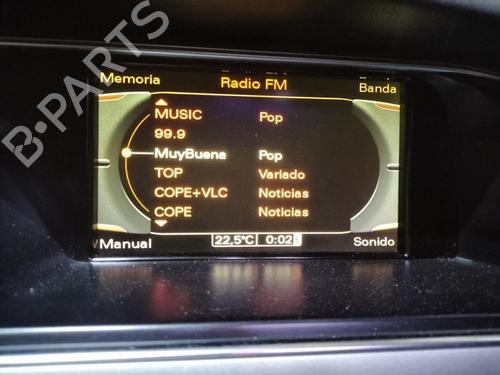 B-PARTS
Memoria
Radio FM
Banda
MUSIC Pop
99.9
MuyBuena Pop
TOP Variado
COPE+VLC Noticias
COPE Noticias
Manual
22,5°C 0:02
Sonido